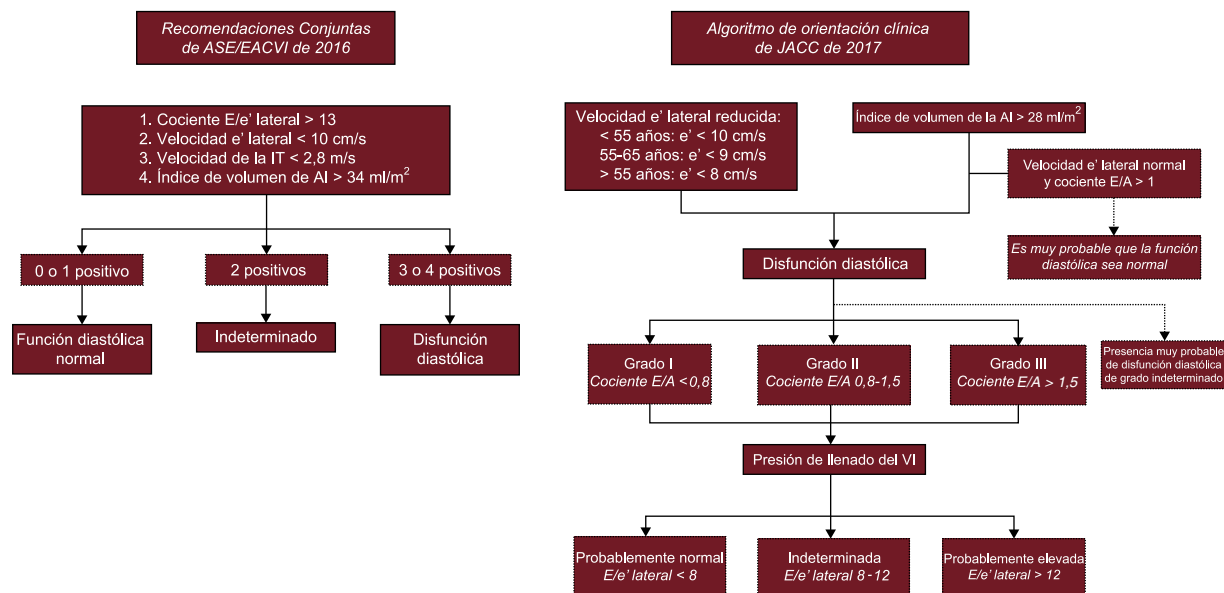 Recomendaciones Conjuntas
de ASE/EACVI de 2016
1. Cociente E/e' lateral > 13
2. Velocidad e' lateral < 10 cm/s
3. Velocidad de la IT < 2,8 m/s
4. Índice de volumen de AI > 34 ml/m²
0 o 1 positivo
2 positivos
3 o 4 positivos
Función diastólica
normal
Indeterminado
Disfunción
diastólica
Algoritmo de orientación clínica
de JACC de 2017
Velocidad e' lateral reducida:
< 55 años: e' < 10 cm/s
55-65 años: e' < 9 cm/s
> 55 años: e' < 8 cm/s
Índice de volumen de la AI > 28 ml/m²
Velocidad e' lateral normal
y cociente E/A > 1
Es muy probable que la función
diastólica sea normal
Disfunción diastólica
Grado I
Cociente E/A <0,8
Grado II
Cociente E/A 0,8-1,5
Grado III
Cociente E/A > 1,5
Presencia muy probable
de disfunción diastólica
de grado indeterminado
Presión de llenado del VI
Probablemente normal
E/e' lateral < 8
Indeterminada
E/e' lateral 8-12
Probablemente elevada
E/e' lateral > 12